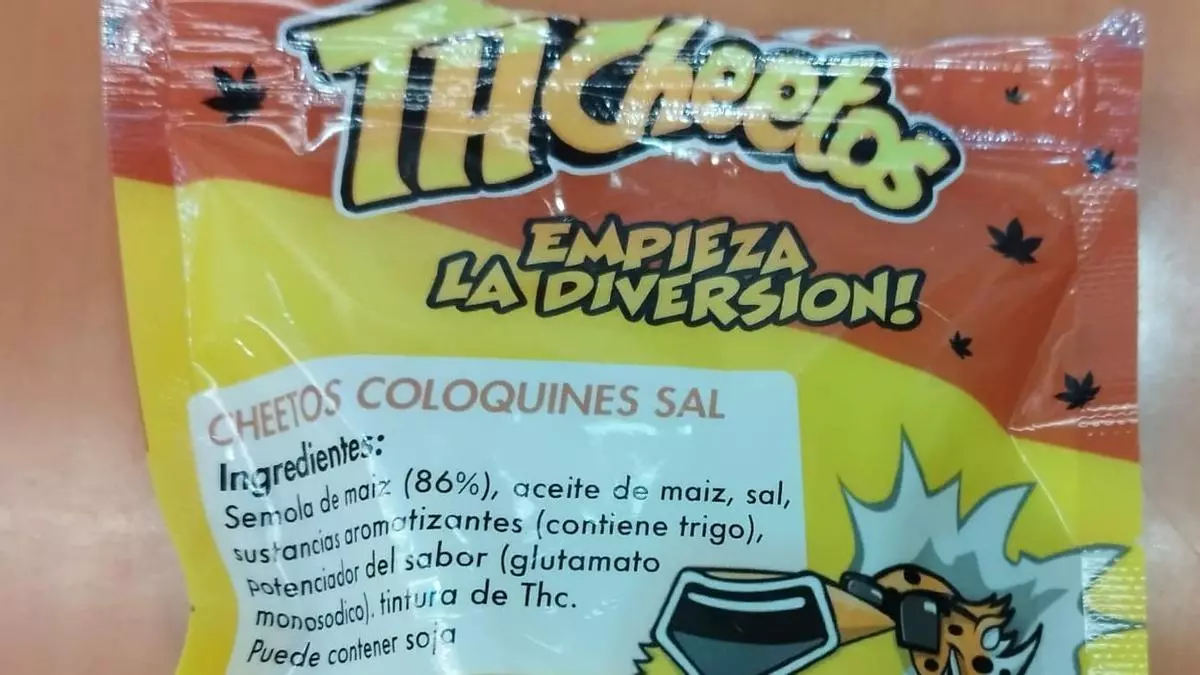 THCheetos
EMPIEZA
LA DIVERSION!
CHEETOS COLOQUINES SAL
Ingredientes:
Semola de maiz (86%), aceite de maiz, sal,
sustancias aromatizantes (contiene trigo),
potenciador del sabor (glutamato
monosodico). tintura de Thc.
Puede contener soja